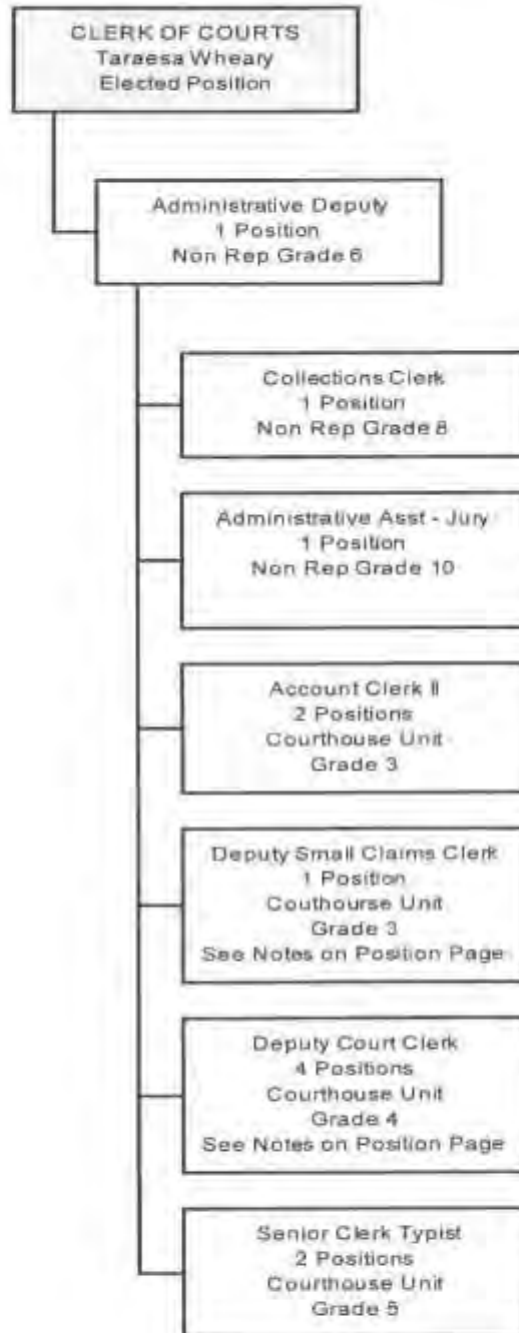 CLERK OF COURTS
Taraesa Wheary
Elected Position
Administrative Deputy
1 Position
Non Rep Grade 6
Collections Clerk
1 Position
Non Rep Grade 8
Administrative Asst - Jury
1 Position
Non Rep Grade 10
Account Clerk II
2 Positions
Courthouse Unit
Grade 3
Deputy Small Claims Clerk
1 Position
Couthourse Unit
Grade 3
See Notes on Position Page
Deputy Court Clerk
4 Positions
Courthouse Unit
Grade 4
See Notes on Position Page
Senior Clerk Typist
2 Positions
Courthouse Unit
Grade 5